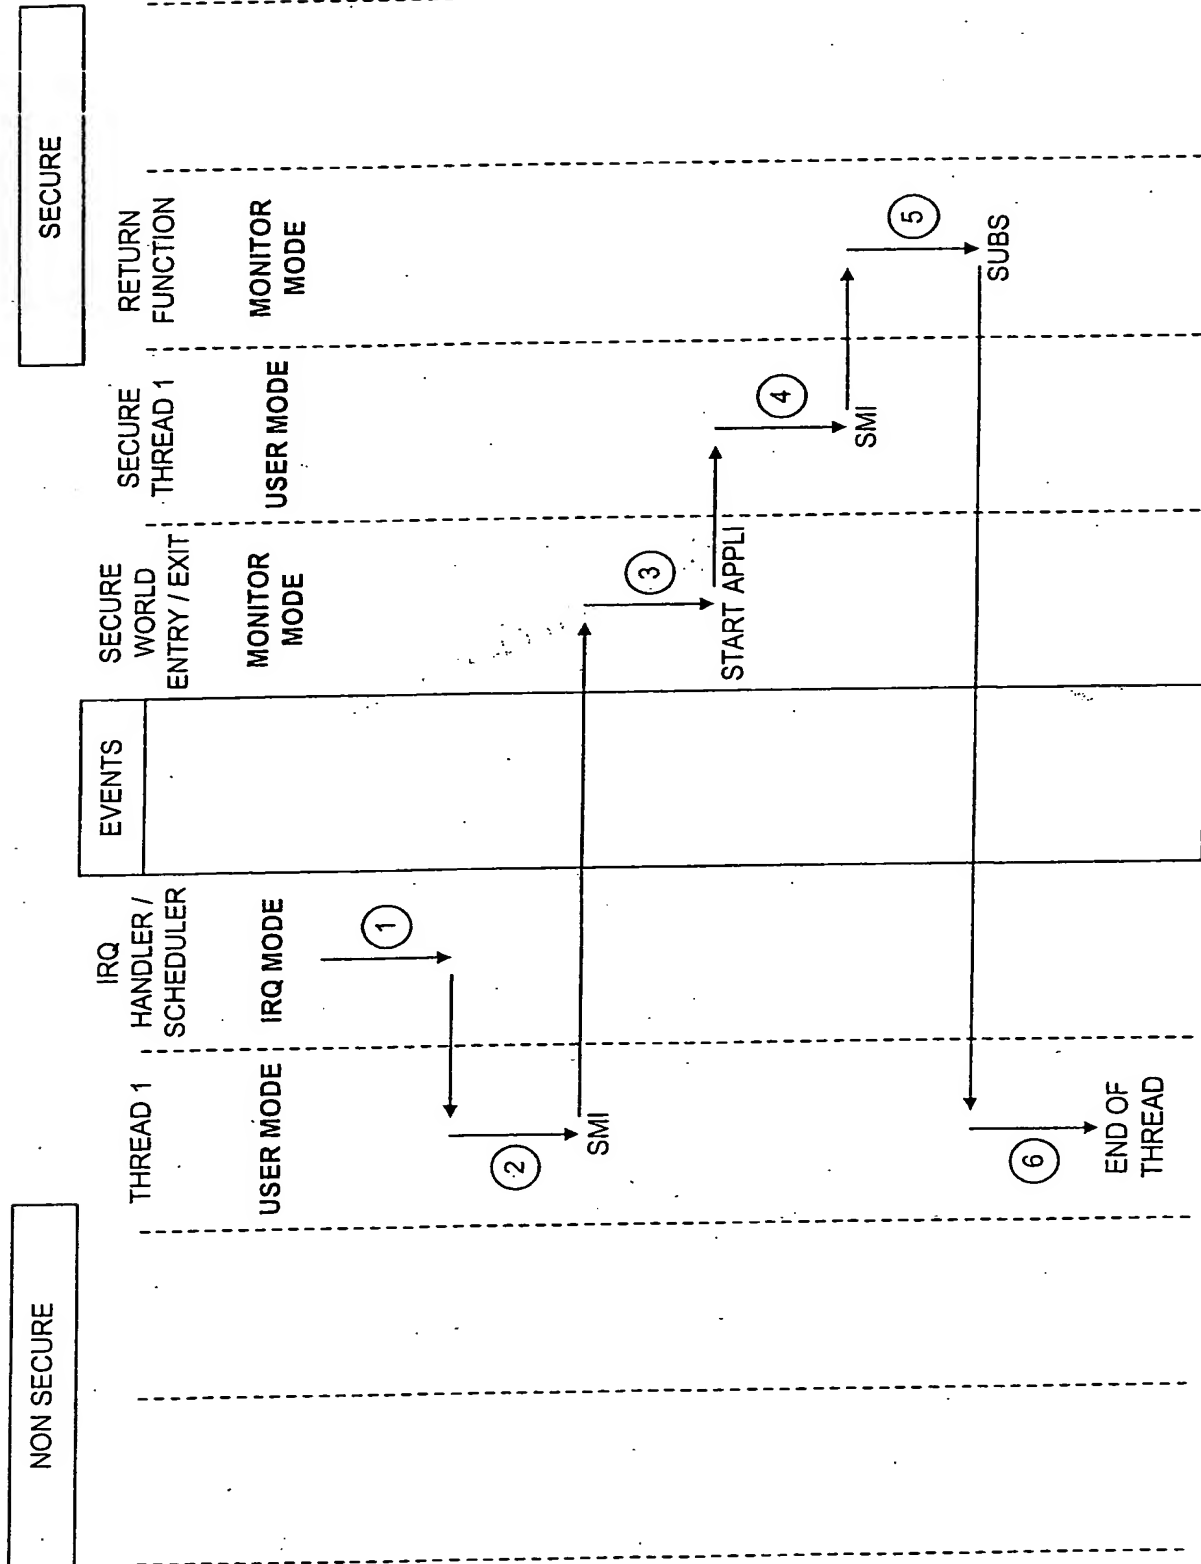 NON SECURE
EVENTS
SECURE
THREAD 1
IRQ
HANDLER /
SCHEDULER
SECURE
WORLD
ENTRY / EXIT
SECURE
THREAD 1
RETURN
FUNCTION
USER MODE
IRQ MODE
MONITOR
MODE
USER MODE
MONITOR
MODE
1
2
SMI
3
START APPLI
4
SMI
5
SUBS
6
END OF
THREAD